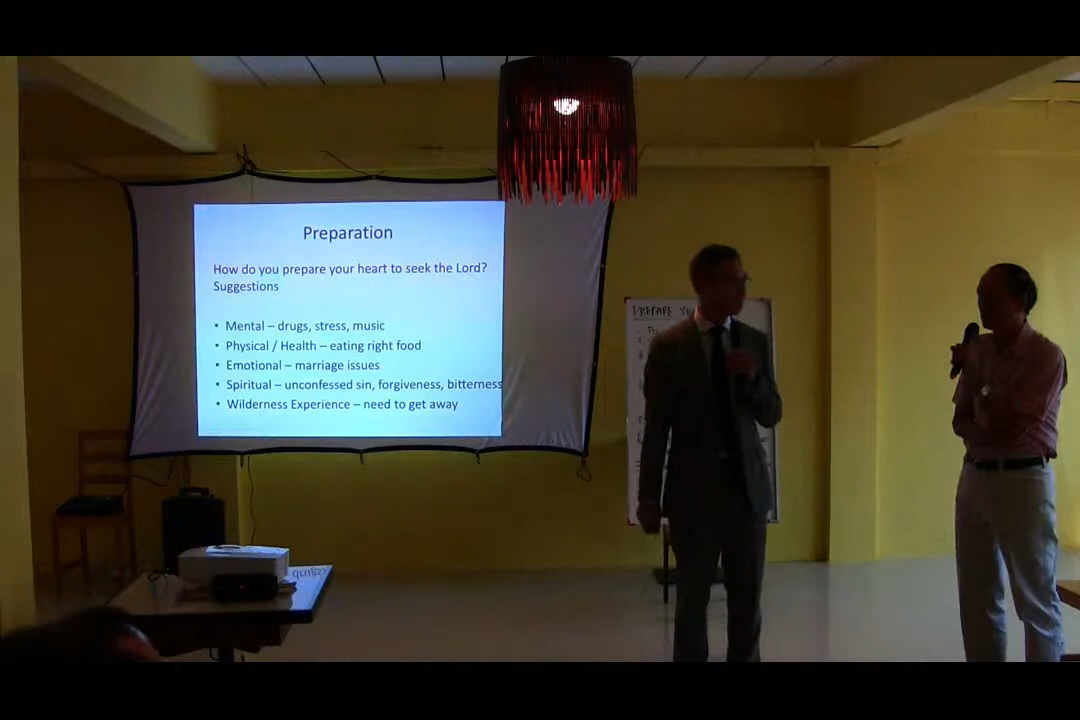 Preparation
How do you prepare your heart to seek the Lord?
Suggestions
• Mental – drugs, stress, music
• Physical / Health – eating right food
• Emotional – marriage issues
• Spiritual – unconfessed sin, forgiveness, bitterness
• Wilderness Experience – need to get away
PREPARE